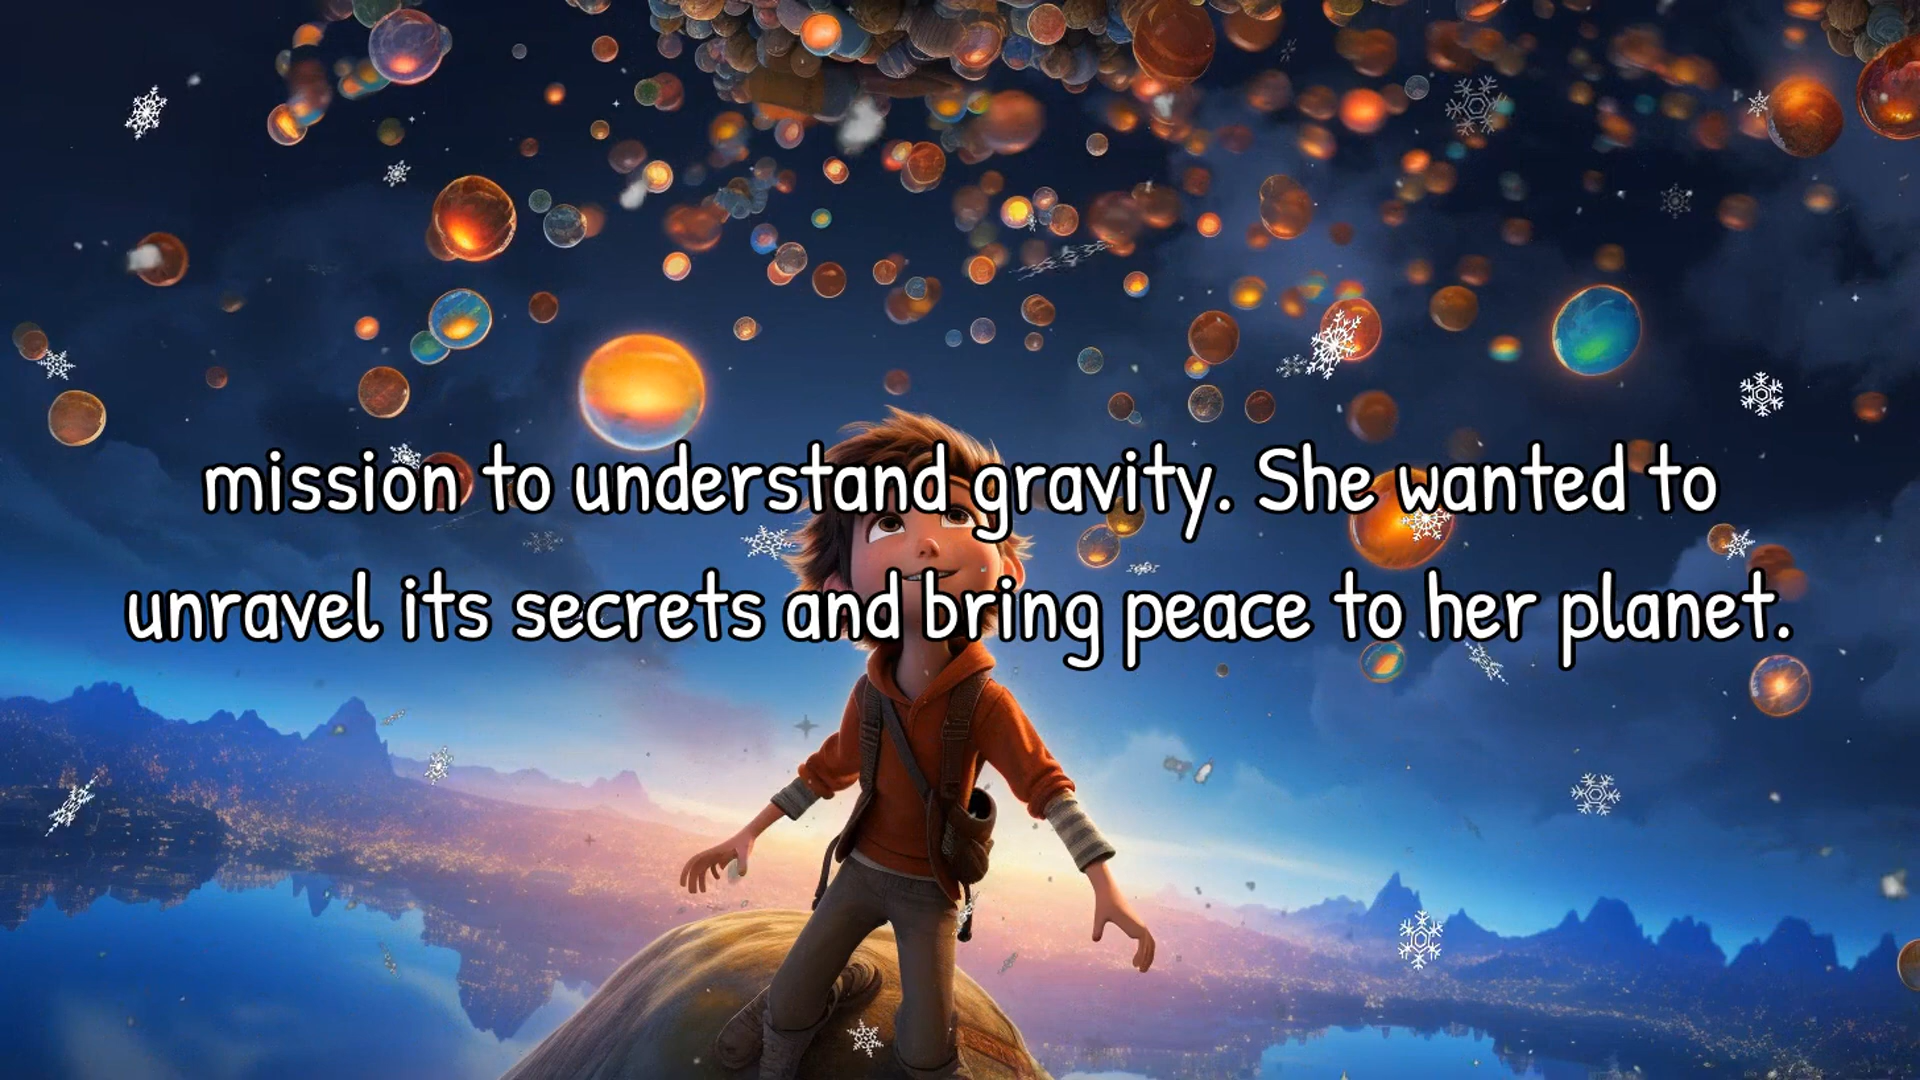 mission to understand gravity. She wanted to
unravel its secrets and bring peace to her planet.